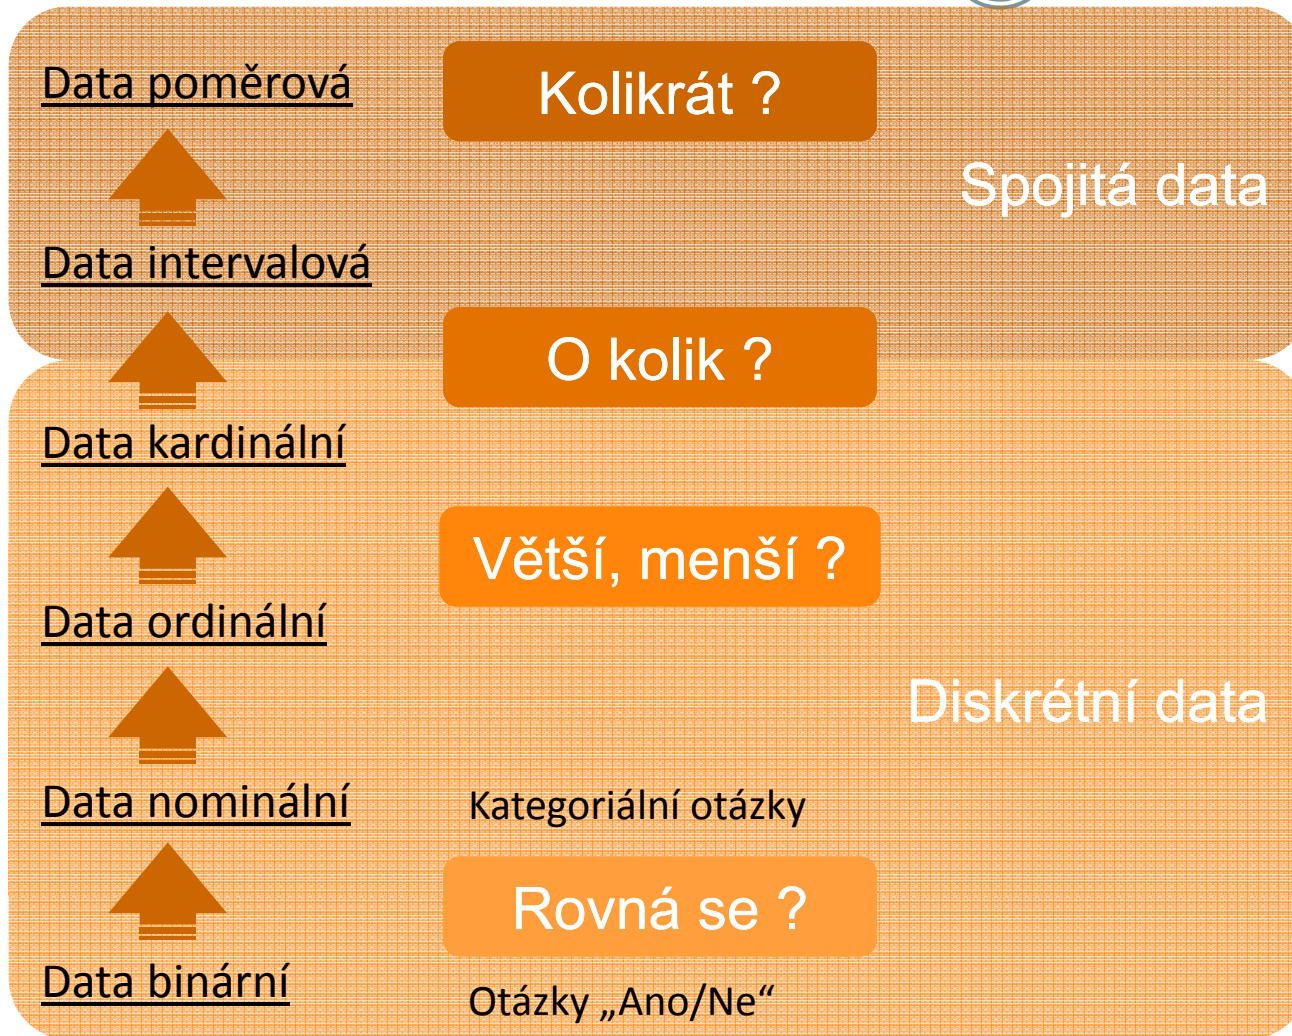 Data poměrová
Kolikrát ?
Spojitá data
Data intervalová
O kolik ?
Data kardinální
Větší, menší ?
Data ordinální
Diskrétní data
Data nominální
Kategoriální otázky
Rovná se ?
Data binární
Otázky „Ano/Ne“